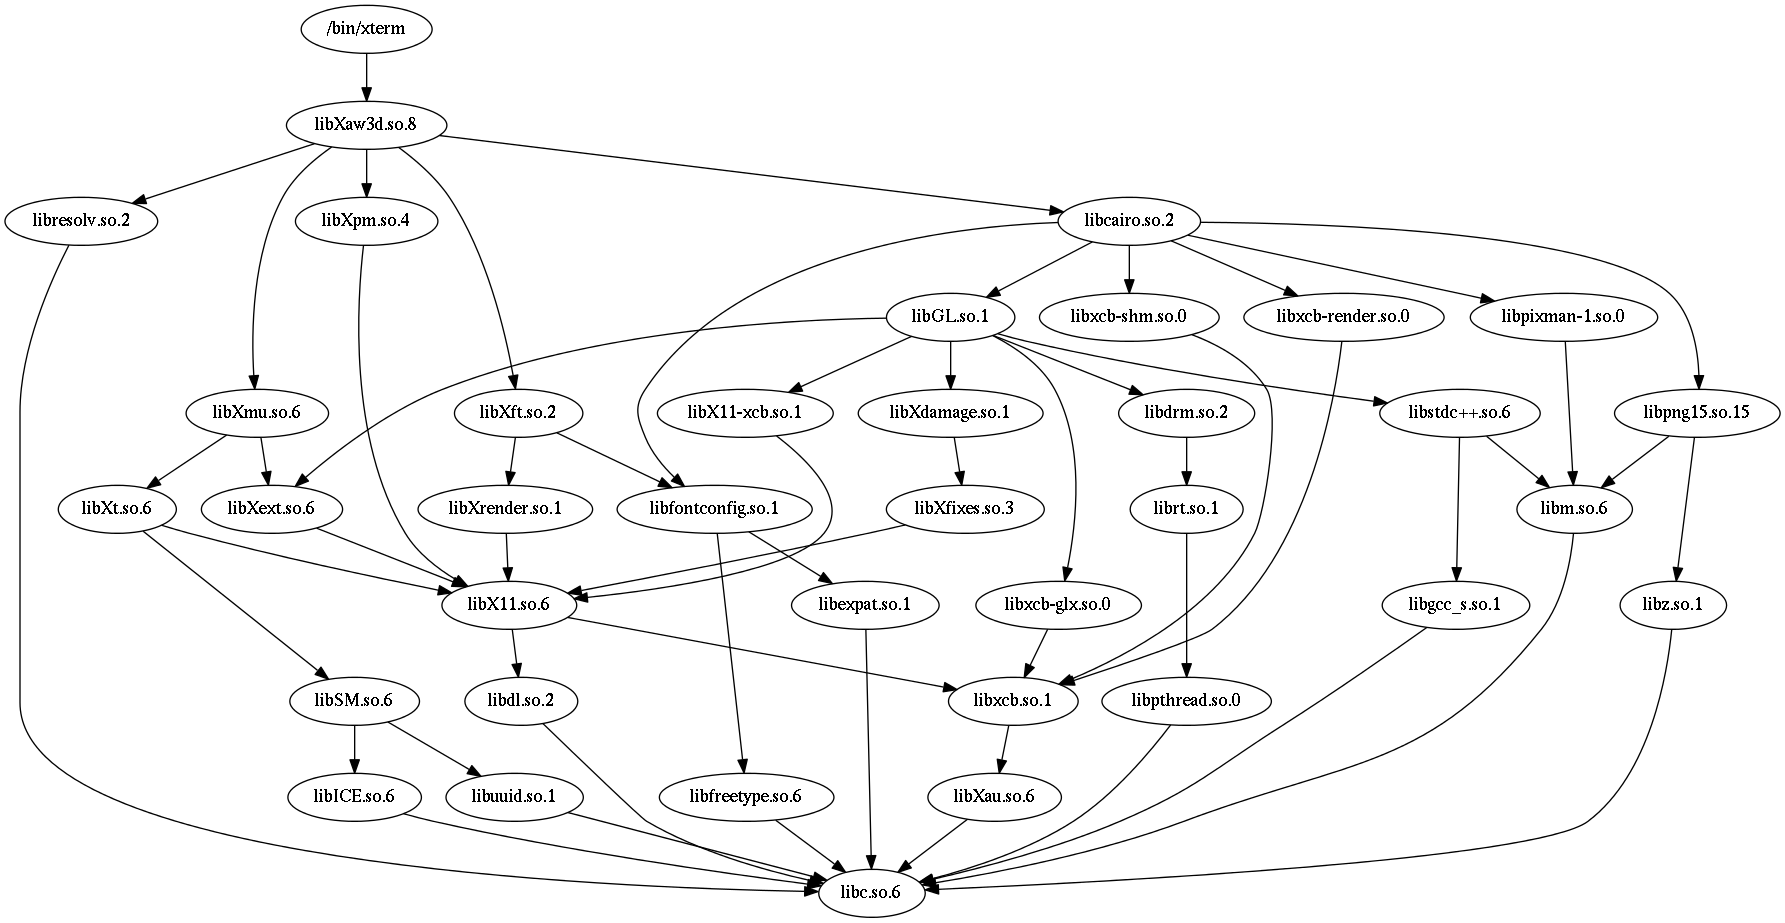 /bin/xterm
libXaw3d.so.8
libresolv.so.2
libXpm.so.4
libcairo.so.2
libGL.so.1
libxcb-shm.so.0
libxcb-render.so.0
libpixman-1.so.0
libXmu.so.6
libXft.so.2
libX11-xcb.so.1
libXdamage.so.1
libdrm.so.2
libstdc++.so.6
libpng15.so.15
libXt.so.6
libXext.so.6
libXrender.so.1
libfontconfig.so.1
libXfixes.so.3
librt.so.1
libm.so.6
libX11.so.6
libexpat.so.1
libxcb-glx.so.0
libgcc_s.so.1
libz.so.1
libSM.so.6
libdl.so.2
libxcb.so.1
libpthread.so.0
libICE.so.6
libuuid.so.1
libfreetype.so.6
libXau.so.6
libc.so.6